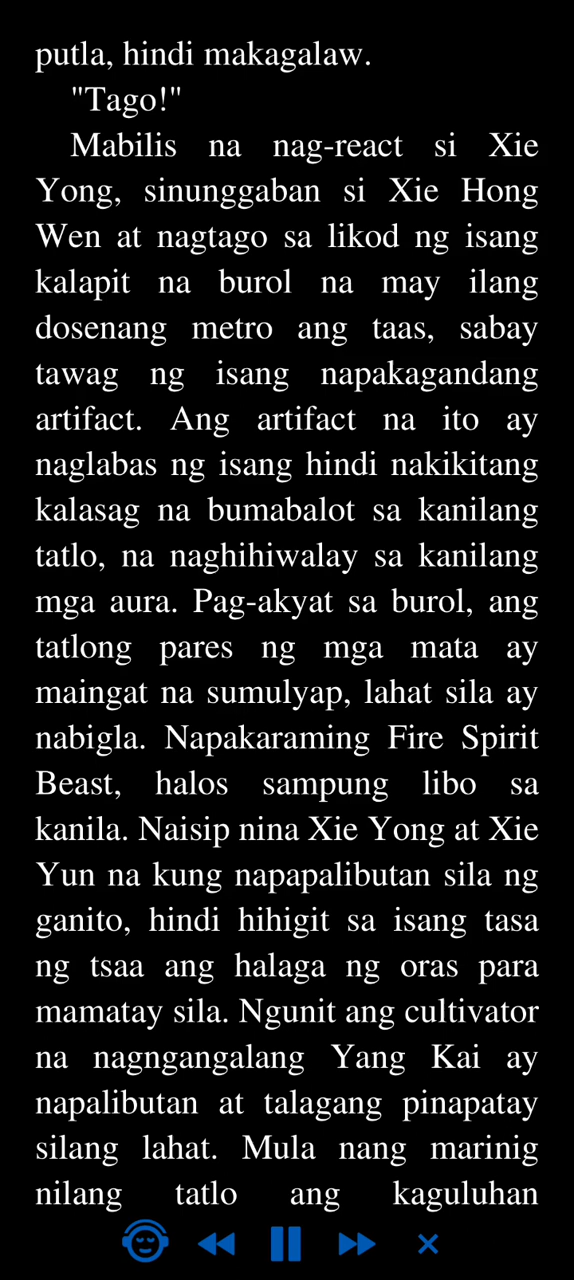 putla, hindi makagalaw.
"Tago!"
Mabilis na nag-react si Xie
Yong, sinunggaban si Xie Hong
Wen at nagtago sa likod ng isang
kalapit na burol na may ilang
dosenang metro ang taas, sabay
tawag ng isang napakagandang
artifact. Ang artifact na ito ay
naglabas ng isang hindi nakikitang
kalasag na bumabalot sa kanilang
tatlo, na naghihiwalay sa kanilang
mga aura. Pag-akyat sa burol, ang
tatlong pares ng mga mata ay
maingat na sumulyap, lahat sila ay
nabigla. Napakaraming Fire Spirit
Beast, halos sampung libo sa
kanila. Naisip nina Xie Yong at Xie
Yun na kung napapalibutan sila ng
ganito, hindi hihigit sa isang tasa
ng tsaa ang halaga ng oras para
mamatay sila. Ngunit ang cultivator
na nagngangalang Yang Kai ay
napalibutan at talagang pinapatay
silang lahat. Mula nang marinig
nilang tatlo ang kaguluhan